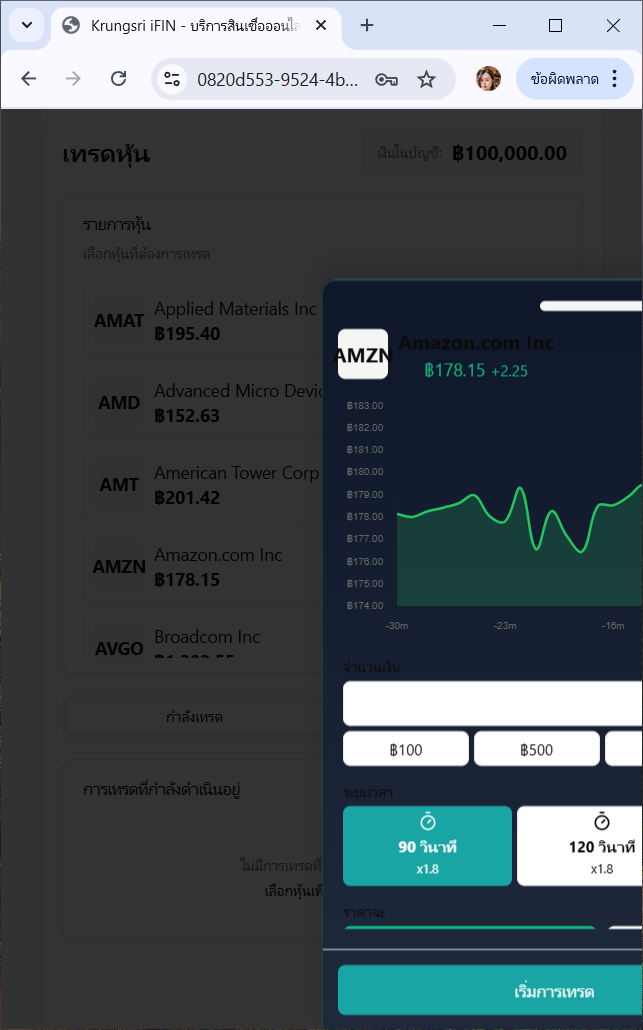 Krungsri iFIN - บริการสินเชื่อออนไล
0820d553-9524-4b...
ข้อผิดพลาด
เทรดหุ้น
เงินในบัญชี: ฿100,000.00
รายการหุ้น
เลือกหุ้นที่ต้องการเทรด
AMAT
Applied Materials Inc
฿195.40
AMD
Advanced Micro Devic
฿152.63
AMT
American Tower Corp
฿201.42
AMZN
Amazon.com Inc
฿178.15
AVGO
Broadcom Inc
กำลังเทรด
การเทรดที่กำลังดำเนินอยู่
ไม่มีการเทรดที่
เลือกหุ้นเพื
AMZN
Amazon.com Inc
฿178.15 +2.25
฿183.00
฿182.00
฿181.00
฿180.00
฿179.00
฿178.00
฿177.00
฿176.00
฿175.00
฿174.00
-30m -23m -16m
จำนวนเงิน
฿100 ฿500
ระยะเวลา
90 วินาที
x1.8
120 วินาที
x1.8
ราคาจะ
เริ่มการเทรด